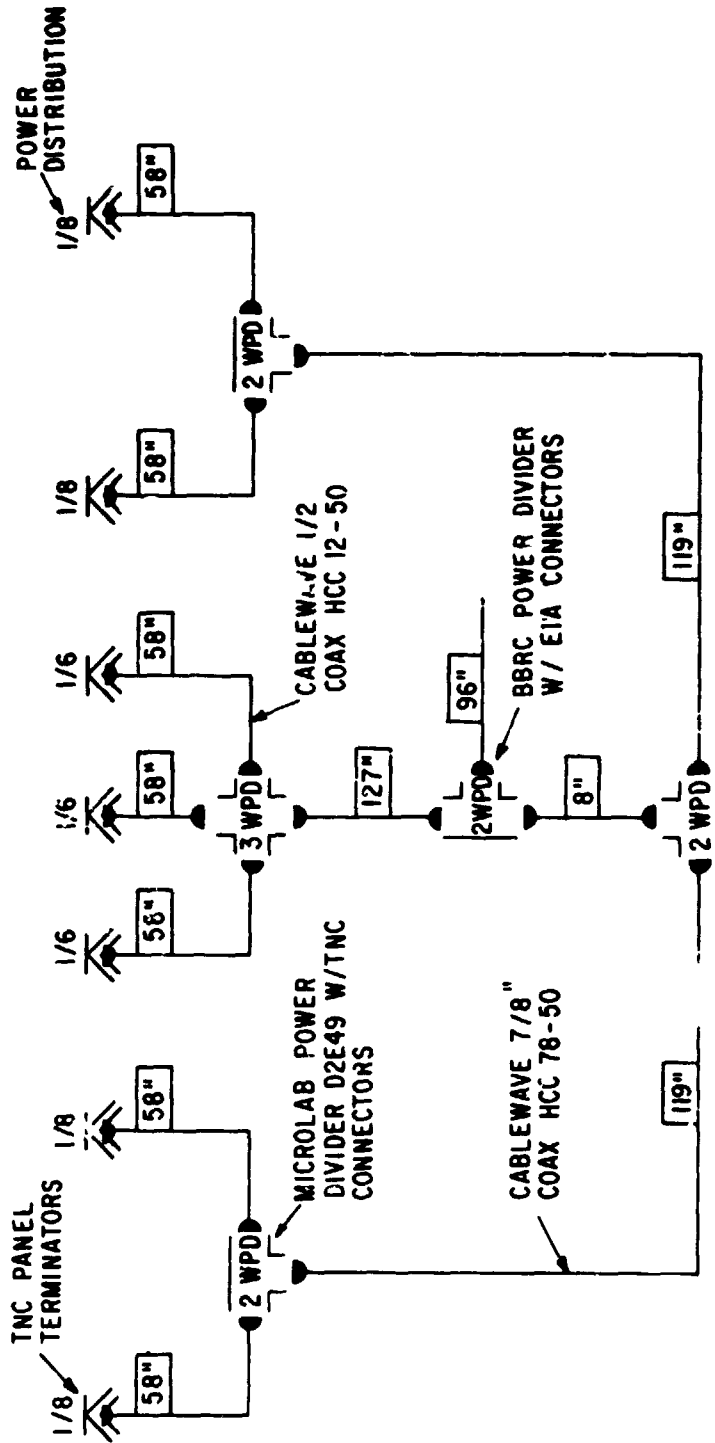 TNC PANEL
TERMINATORS
POWER
DISTRIBUTION
1/8
1/8
1/6
1/6
1/6
1/8
1/8
58"
58"
58"
58"
58"
58"
58"
2 WPD
3 WPD
2 WPD
MICROLAB POWER
DIVIDER D2E49 W/TNC
CONNECTORS
CABLEWAVE 1/2
COAX HCC 12-50
127"
96"
2WPD
BBRC POWER DIVIDER
W/ EIA CONNECTORS
CABLEWAVE 7/8"
COAX HCC 78-50
8"
119"
2 WPD
119"